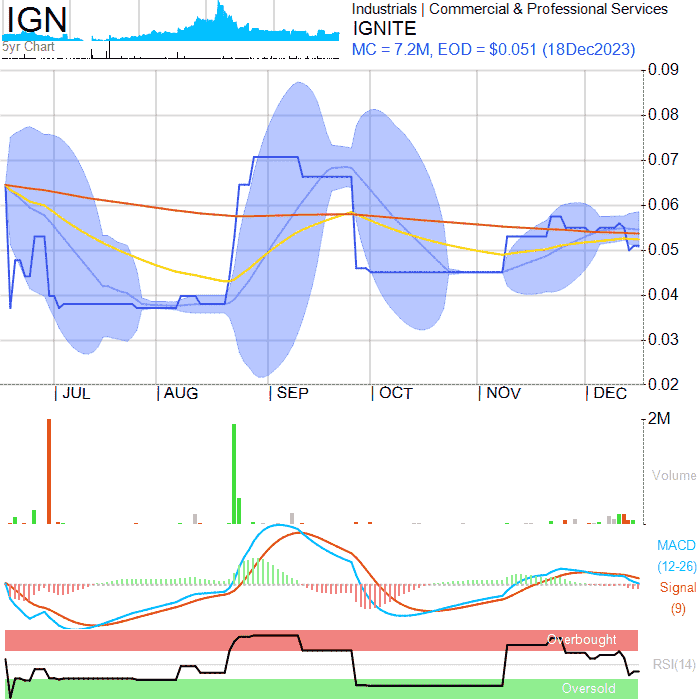 IGN
5yr Chart
Industrials | Commercial & Professional Services
IGNITE
MC = 7.2M, EOD = $0.051 (18Dec2023)
0.09
0.08
0.07
0.06
0.05
0.04
0.03
0.02
JUL AUG SEP OCT NOV DEC
2M
Volume
MACD
(12-26)
Signal
(9)
Overbought
RSI(14)
Oversold